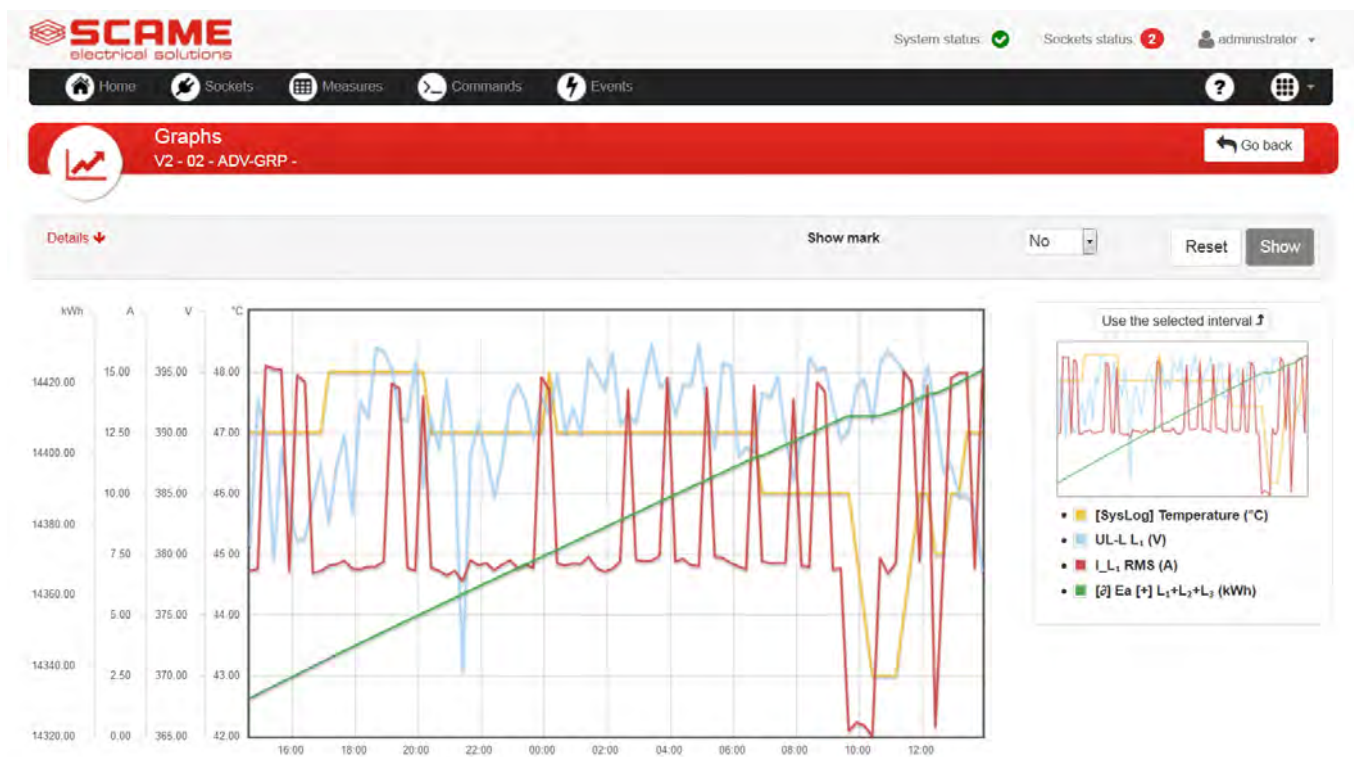 SCAME
electrical solutions
System status
Sockets status 2
administrator
Home
Sockets
Measures
Commands
Events
?
Graphs
V2 - 02 - ADV-GRP -
Go back
Details
Show mark
No
Reset
Show
kWh A V °C
Use the selected interval
15.00 395.00 48.00
14420.00
12.50 390.00 47.00
14400.00
10.00 385.00 46.00
[SysLog] Temperature (°C)
14380.00
UL-L L₁ (V)
7.50 380.00 45.00
I_L₁ RMS (A)
[∂] Ea [+] L₁+L₂+L₃ (kWh)
14360.00
5.00 375.00 44.00
14340.00
2.50 370.00 43.00
14320.00 0.00 365.00 42.00
16:00 18:00 20:00 22:00 00:00 02:00 04:00 06:00 08:00 10:00 12:00